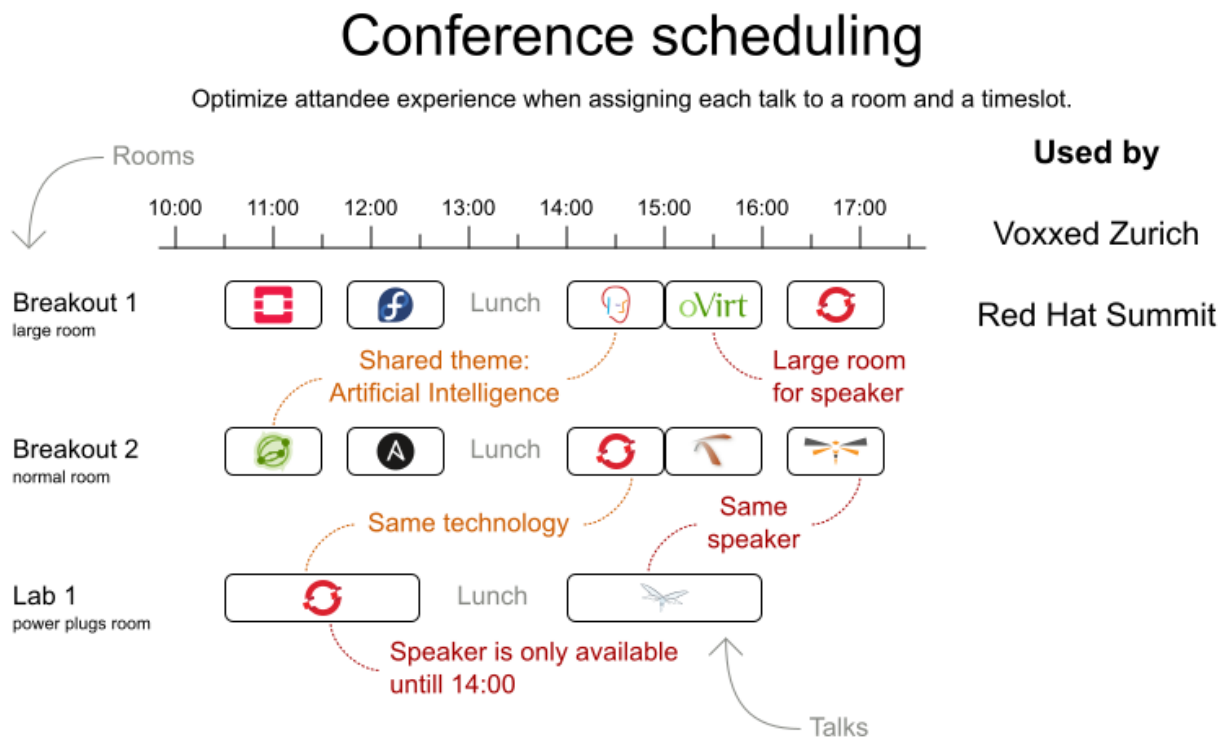 Conference scheduling
Optimize attandee experience when assigning each talk to a room and a timeslot.
Rooms
Used by
10:00 11:00 12:00 13:00 14:00 15:00 16:00 17:00
Voxxed Zurich
Red Hat Summit
Breakout 1
large room
Lunch
oVirt
Shared theme:
Artificial Intelligence
Large room
for speaker
Breakout 2
normal room
Lunch
Same technology
Same
speaker
Lab 1
power plugs room
Lunch
Speaker is only available
untill 14:00
Talks